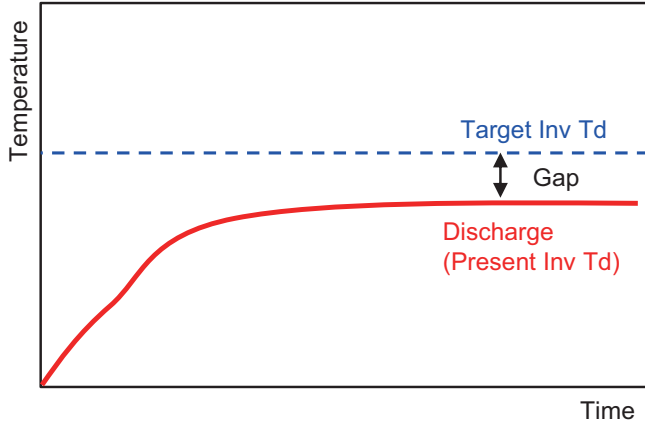 Temperature
Target Inv Td
Gap
Discharge
(Present Inv Td)
Time